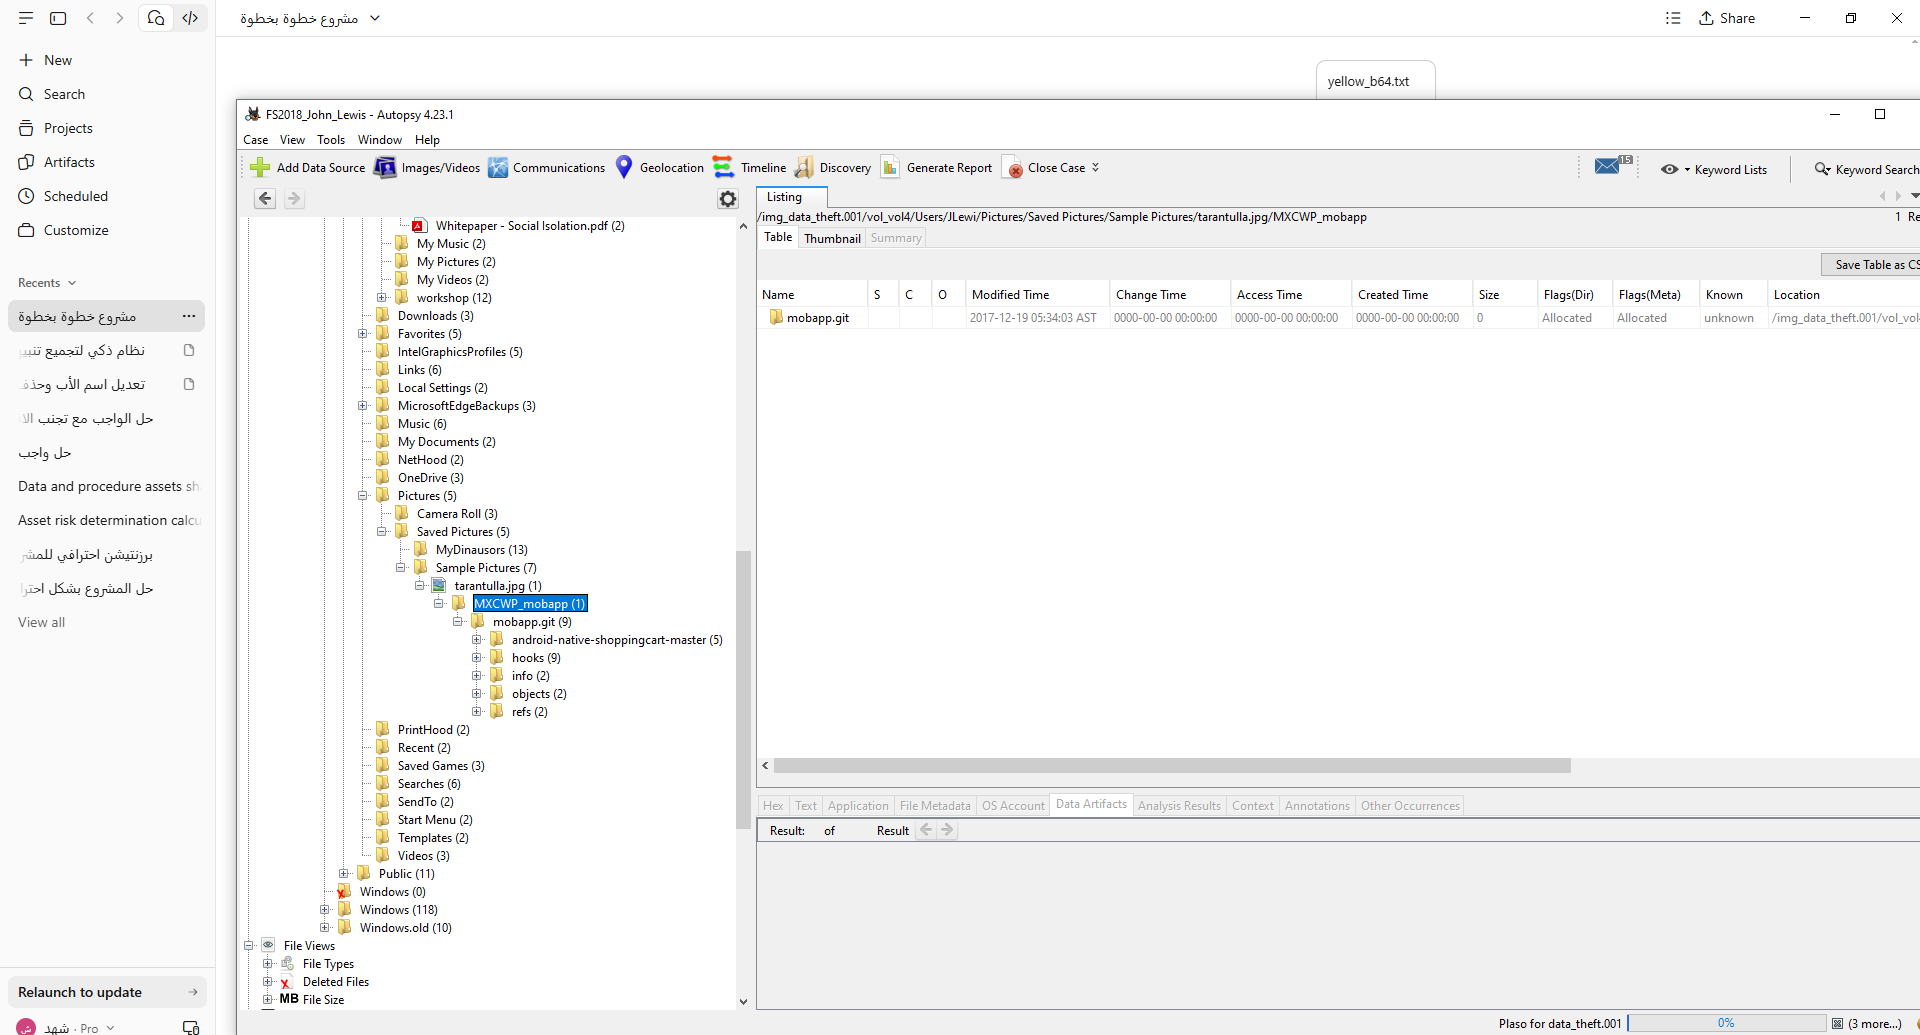 مشروع خطوة بخطوة
Share
New
Search
Projects
Artifacts
Scheduled
Customize
Recents
مشروع خطوة بخطوة
نظام ذكي لتجميع تنبي
تعديل اسم الأب وحذف
حل الواجب مع تجنب الا
حل واجب
Data and procedure assets sh
Asset risk determination calcu
برزنتيشن احترافي للمش
حل المشروع بشكل احترا
View all
Relaunch to update
ش
شهد · Pro
yellow_b64.txt
FS2018_John_Lewis - Autopsy 4.23.1
Case View Tools Window Help
Add Data Source Images/Videos Communications Geolocation Timeline Discovery Generate Report Close Case
15
Keyword Lists
Keyword Search
Whitepaper - Social Isolation.pdf (2)
My Music (2)
My Pictures (2)
My Videos (2)
workshop (12)
Downloads (3)
Favorites (5)
IntelGraphicsProfiles (5)
Links (6)
Local Settings (2)
MicrosoftEdgeBackups (3)
Music (6)
My Documents (2)
NetHood (2)
OneDrive (3)
Pictures (5)
Camera Roll (3)
Saved Pictures (5)
MyDinausors (13)
Sample Pictures (7)
tarantulla.jpg (1)
MXCWP_mobapp (1)
mobapp.git (9)
android-native-shoppingcart-master (5)
hooks (9)
info (2)
objects (2)
refs (2)
PrintHood (2)
Recent (2)
Saved Games (3)
Searches (6)
SendTo (2)
Start Menu (2)
Templates (2)
Videos (3)
Public (11)
Windows (0)
Windows (118)
Windows.old (10)
File Views
File Types
Deleted Files
MB File Size
Listing
/img_data_theft.001/vol_vol4/Users/JLewi/Pictures/Saved Pictures/Sample Pictures/tarantulla.jpg/MXCWP_mobapp
1 Re
Table Thumbnail Summary
Save Table as CS
Name S C O Modified Time Change Time Access Time Created Time Size Flags(Dir) Flags(Meta) Known Location
mobapp.git 2017-12-19 05:34:03 AST 0000-00-00 00:00:00 0000-00-00 00:00:00 0000-00-00 00:00:00 0 Allocated Allocated unknown /img_data_theft.001/vol_vol4
Hex Text Application File Metadata OS Account Data Artifacts Analysis Results Context Annotations Other Occurrences
Result: of Result
Plaso for data_theft.001 0% (3 more...)